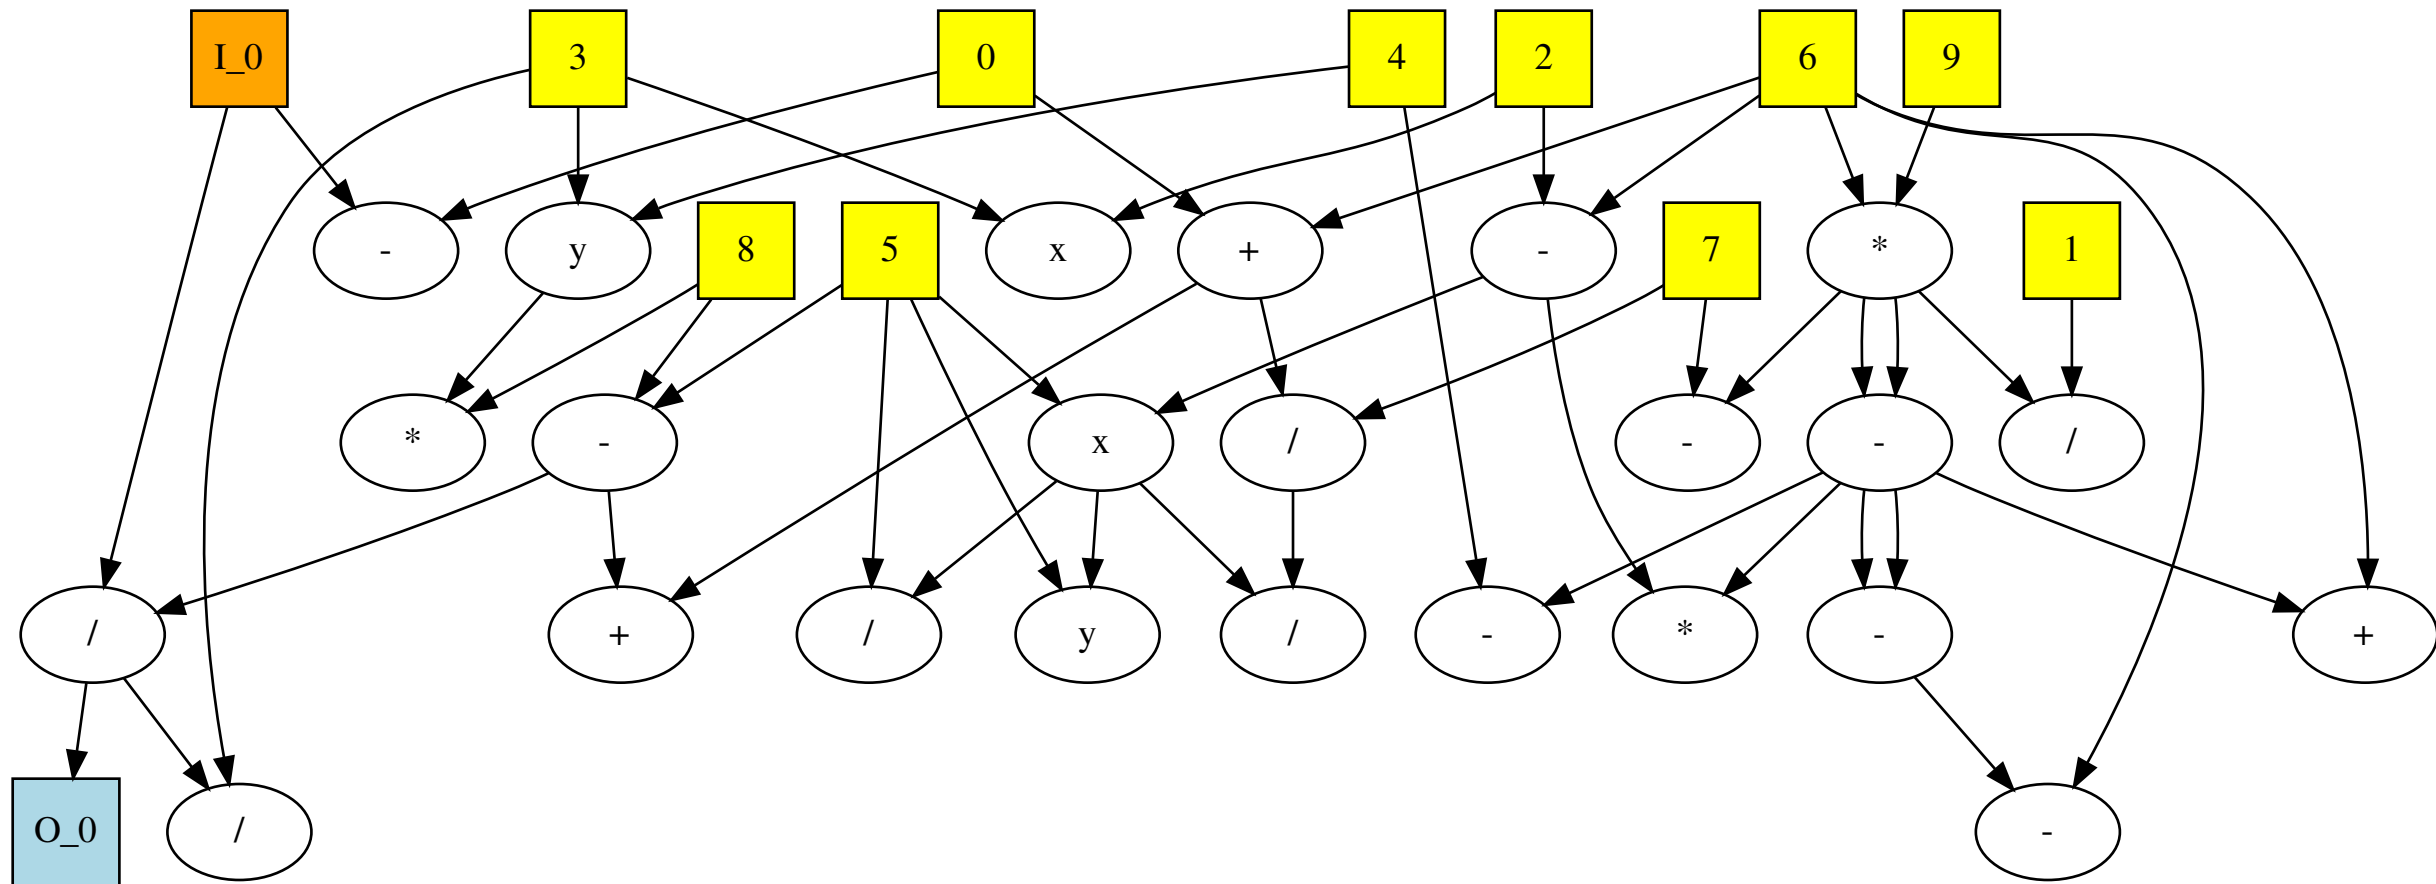 I_0 3 0 4 2 6 9
- y 8 5 x + - 7 * 1
* - x / - - /
/ + / y / - * - +
O_0 / -